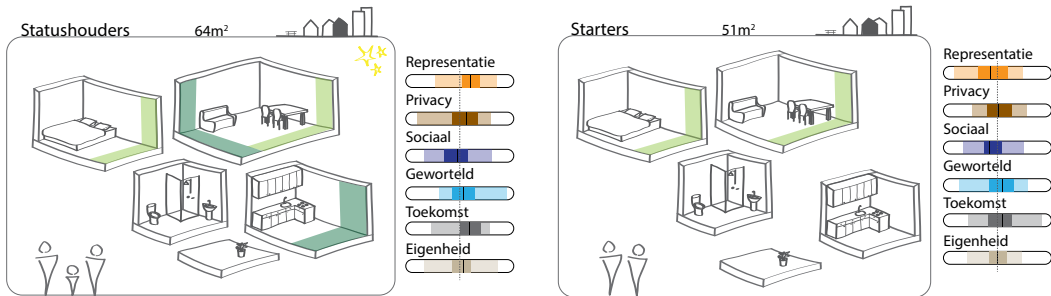 Statushouders 64m²
Representatie
Privacy
Sociaal
Geworteld
Toekomst
Eigenheid
Starters 51m²
Representatie
Privacy
Sociaal
Geworteld
Toekomst
Eigenheid